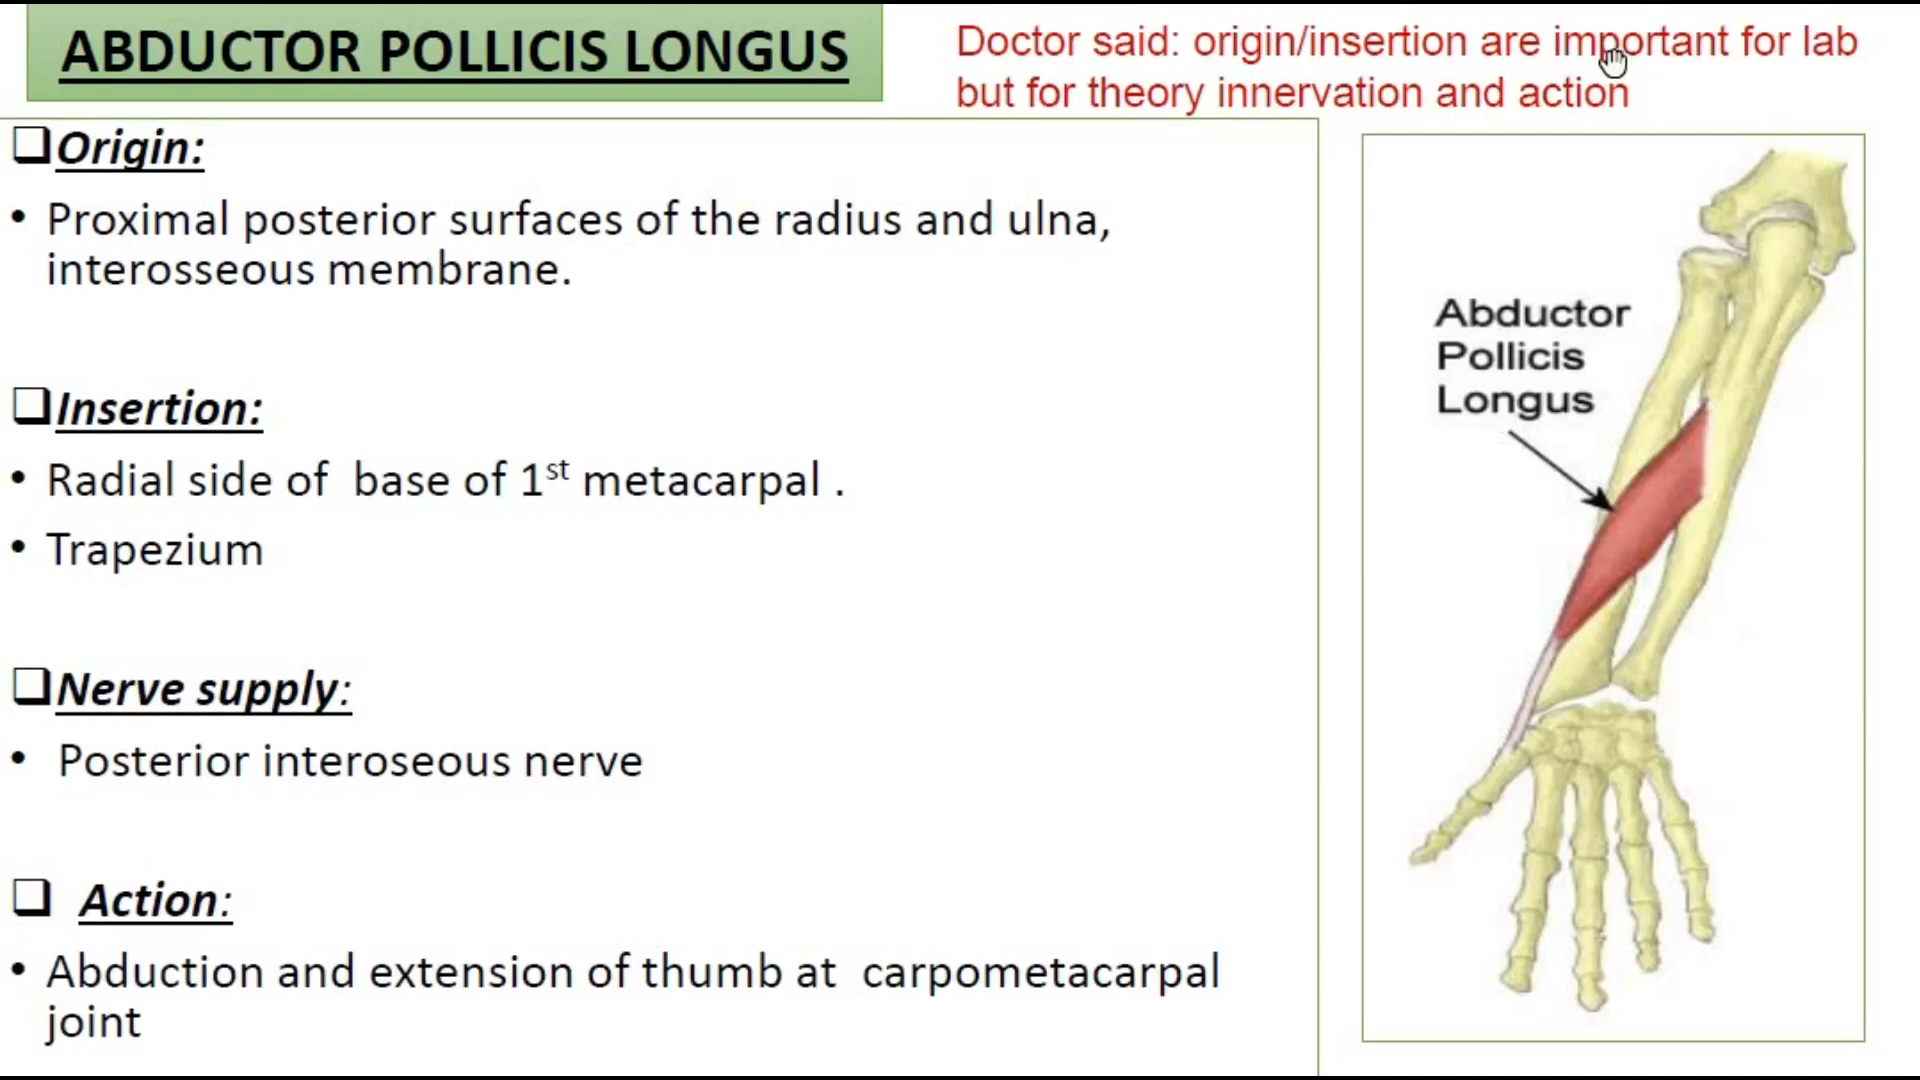 ABDUCTOR POLLICIS LONGUS
Doctor said: origin/insertion are important for lab
but for theory innervation and action
❑Origin:
• Proximal posterior surfaces of the radius and ulna,
interosseous membrane.
❑Insertion:
• Radial side of base of 1st metacarpal .
• Trapezium
❑Nerve supply:
• Posterior interoseous nerve
❑ Action:
• Abduction and extension of thumb at carpometacarpal
joint
Abductor
Pollicis
Longus